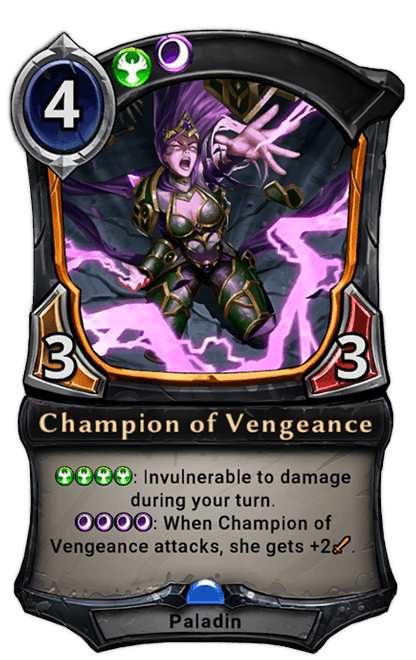 4
3
3
Champion of Vengeance
: Invulnerable to damage
during your turn.
: When Champion of
Vengeance attacks, she gets +2.
Paladin